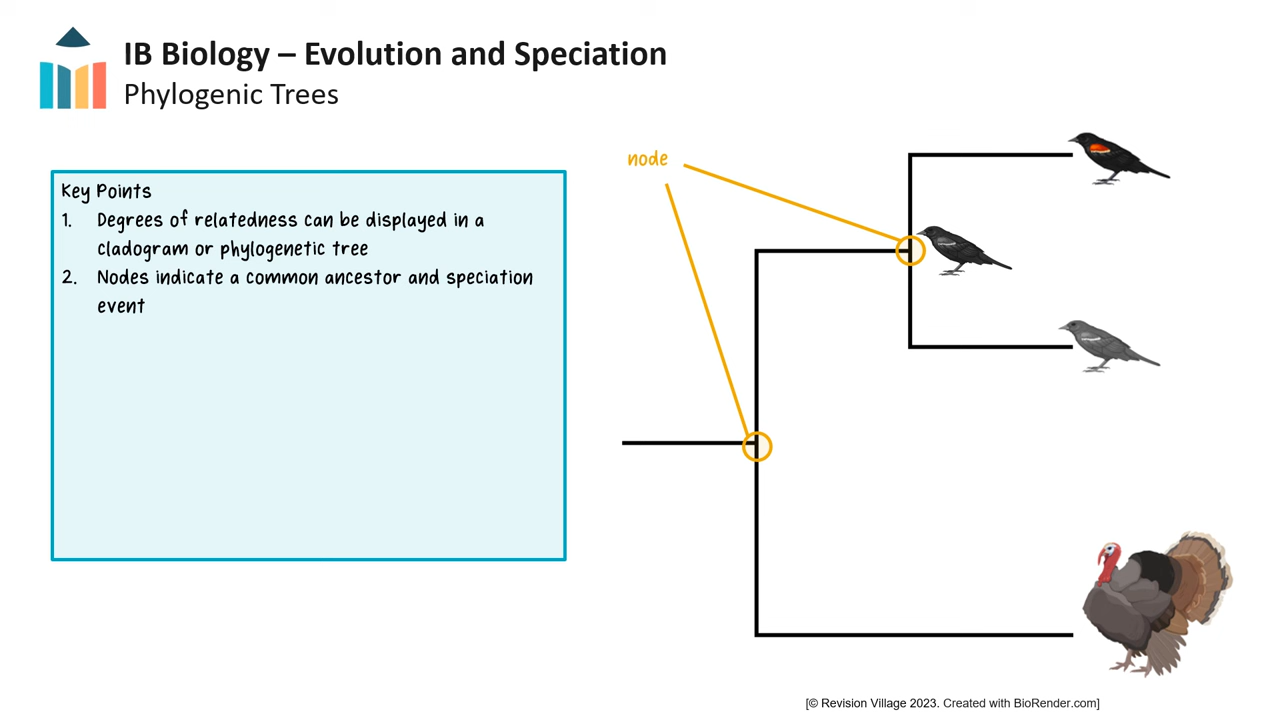 IB Biology – Evolution and Speciation
Phylogenic Trees
node
Key Points
1. Degrees of relatedness can be displayed in a
cladogram or phylogenetic tree
2. Nodes indicate a common ancestor and speciation
event
[© Revision Village 2023. Created with BioRender.com]